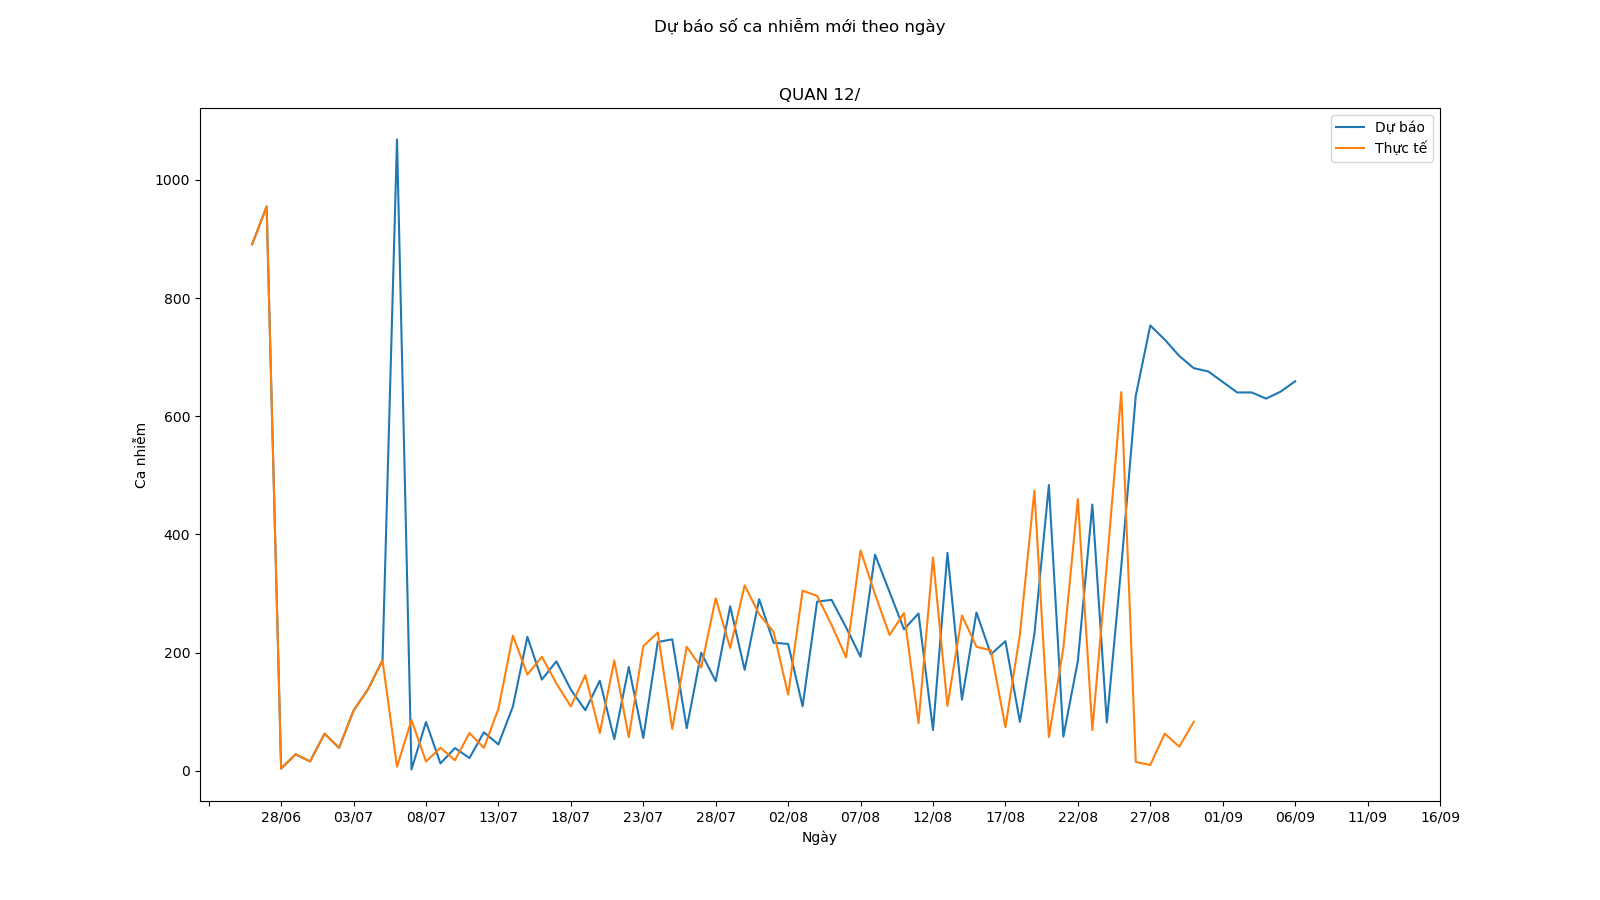 Dự báo số ca nhiễm mới theo ngày
QUAN 12/
Dự báo
Thực tế
1000
800
600
400
200
0
Ca nhiễm
28/06 03/07 08/07 13/07 18/07 23/07 28/07 02/08 07/08 12/08 17/08 22/08 27/08 01/09 06/09 11/09 16/09
Ngày